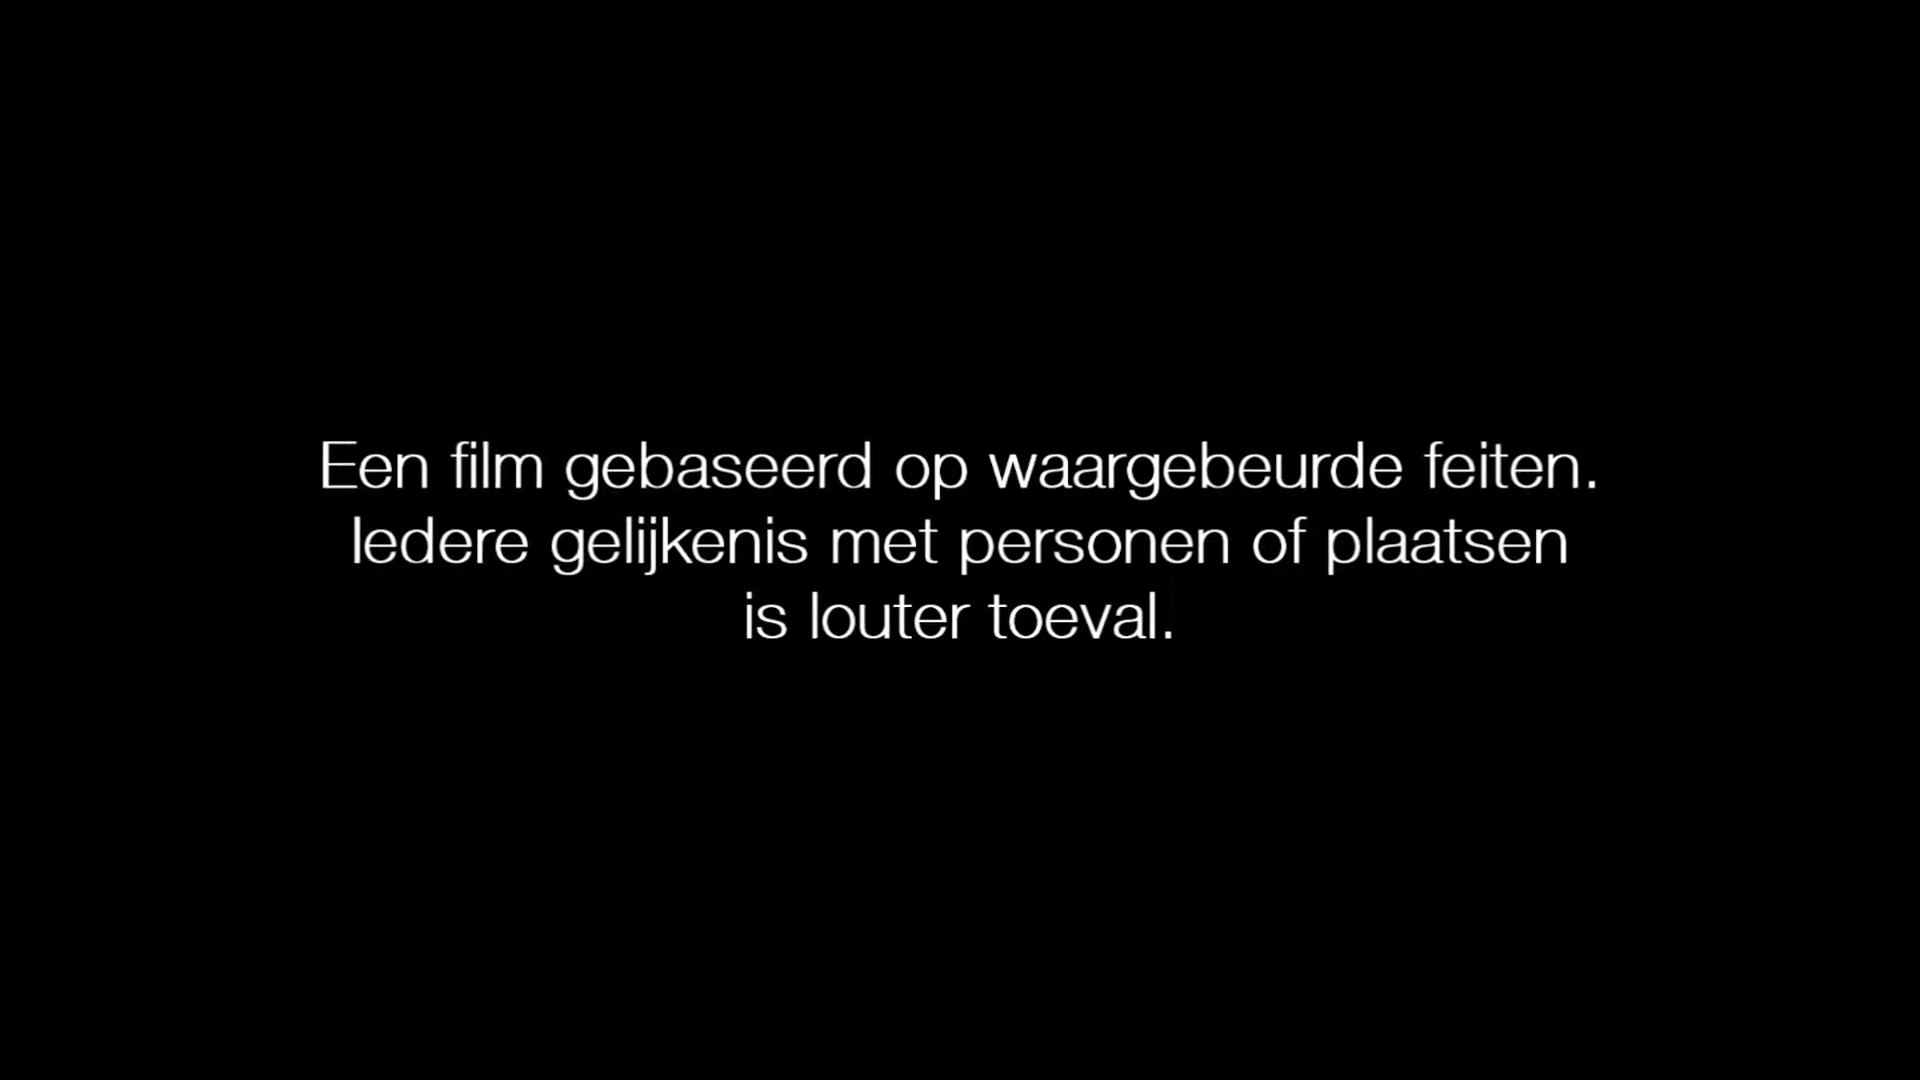 Een film gebaseerd op waargebeurde feiten.
Iedere gelijkenis met personen of plaatsen
is louter toeval.